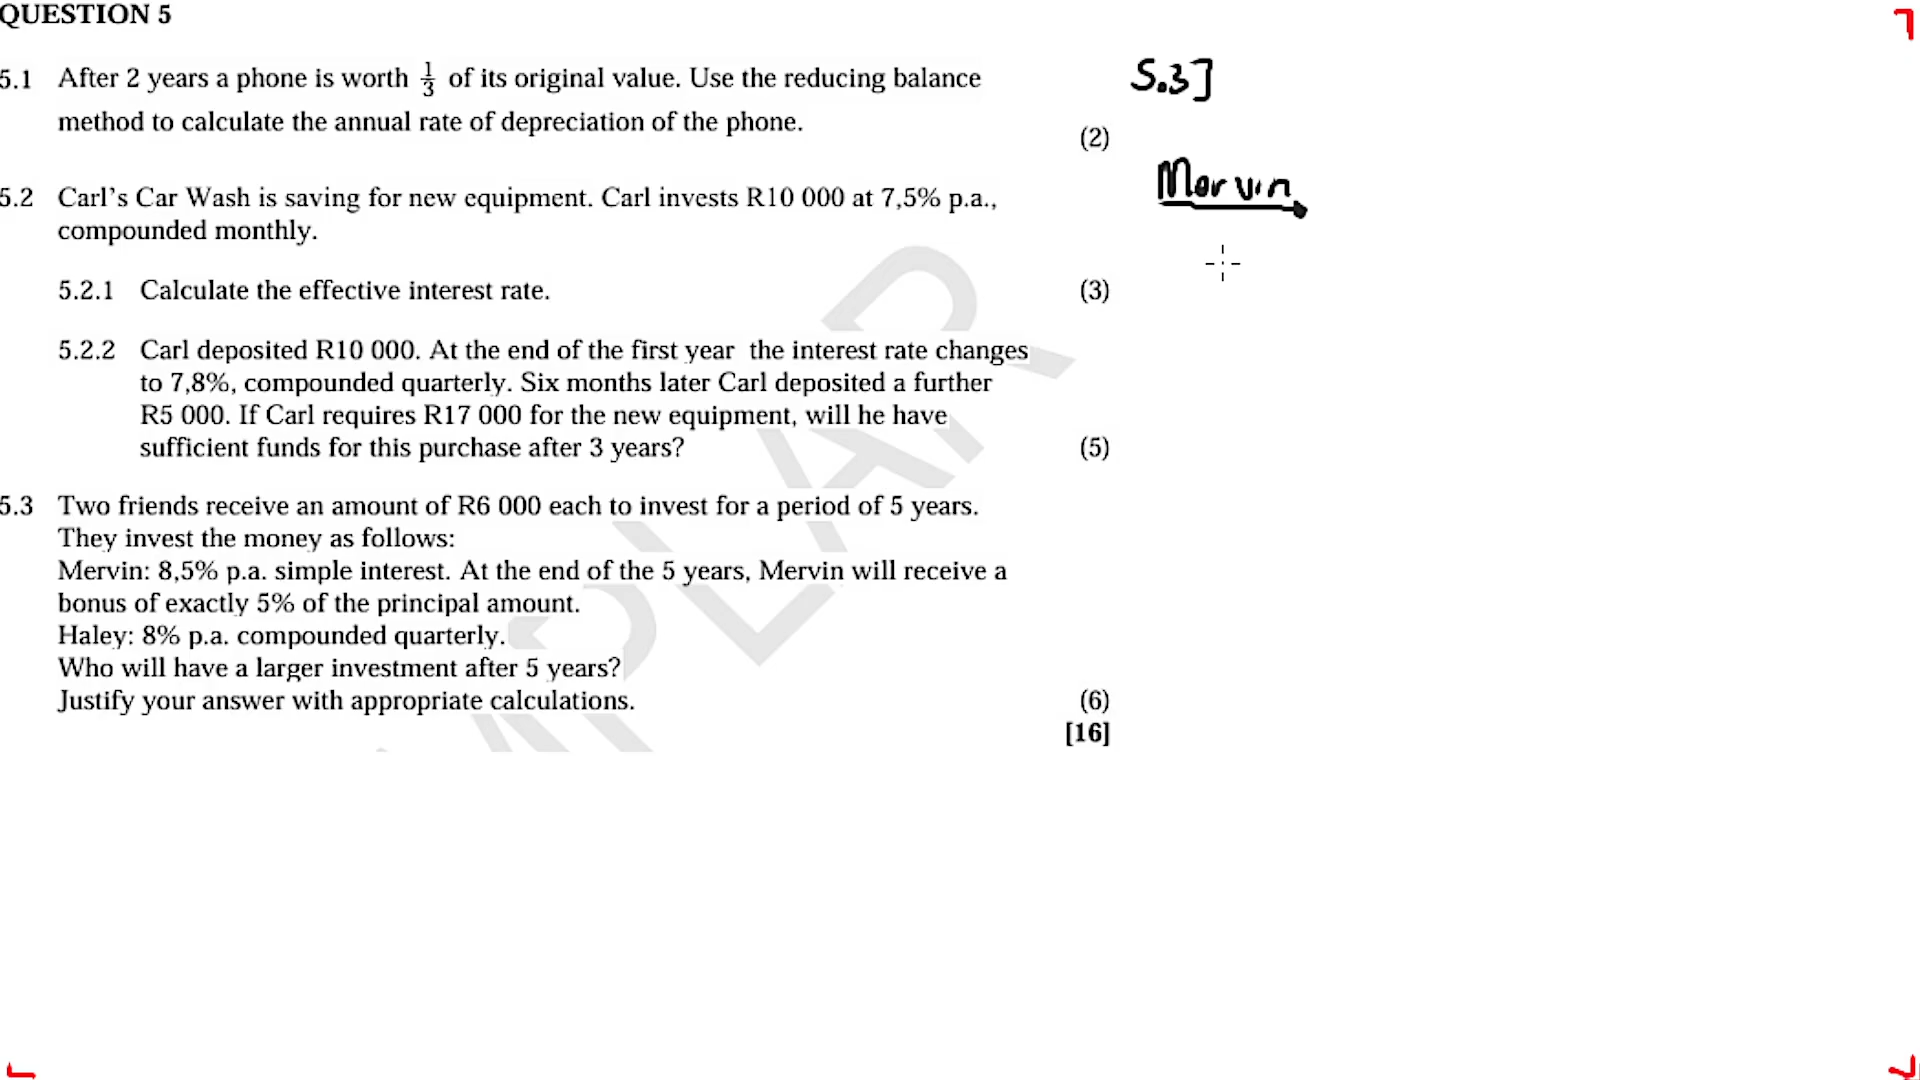 QUESTION 5
5.1 After 2 years a phone is worth 1/3 of its original value. Use the reducing balance
method to calculate the annual rate of depreciation of the phone. (2)
5.2 Carl's Car Wash is saving for new equipment. Carl invests R10 000 at 7,5% p.a.,
compounded monthly.
5.2.1 Calculate the effective interest rate. (3)
5.2.2 Carl deposited R10 000. At the end of the first year the interest rate changes
to 7,8%, compounded quarterly. Six months later Carl deposited a further
R5 000. If Carl requires R17 000 for the new equipment, will he have
sufficient funds for this purchase after 3 years? (5)
5.3 Two friends receive an amount of R6 000 each to invest for a period of 5 years.
They invest the money as follows:
Mervin: 8,5% p.a. simple interest. At the end of the 5 years, Mervin will receive a
bonus of exactly 5% of the principal amount.
Haley: 8% p.a. compounded quarterly.
Who will have a larger investment after 5 years?
Justify your answer with appropriate calculations. (6)
[16]
5.3]
Mervin